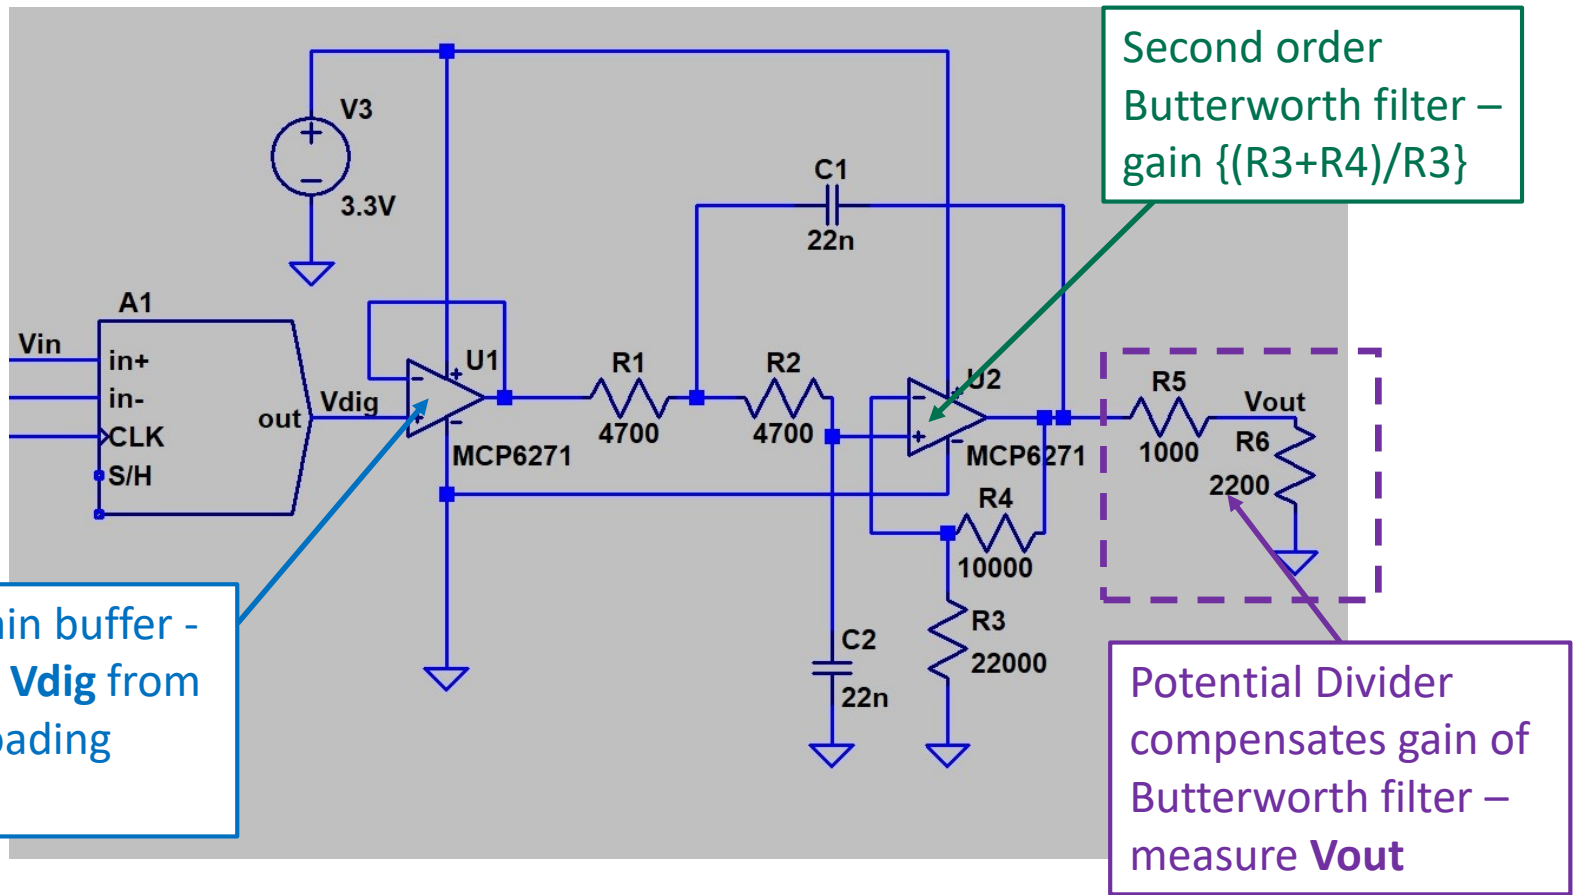 Second order
Butterworth filter –
gain {(R3+R4)/R3}
V3
+
–
3.3V
C1
22n
A1
Vin
in+
in-
CLK
S/H
out
Vdig
U1
MCP6271
R1
4700
R2
4700
U2
MCP6271
R4
10000
R3
22000
C2
22n
R5
1000
Vout
R6
2200
buffer -
Vdig from
Potential Divider
compensates gain of
Butterworth filter –
measure Vout